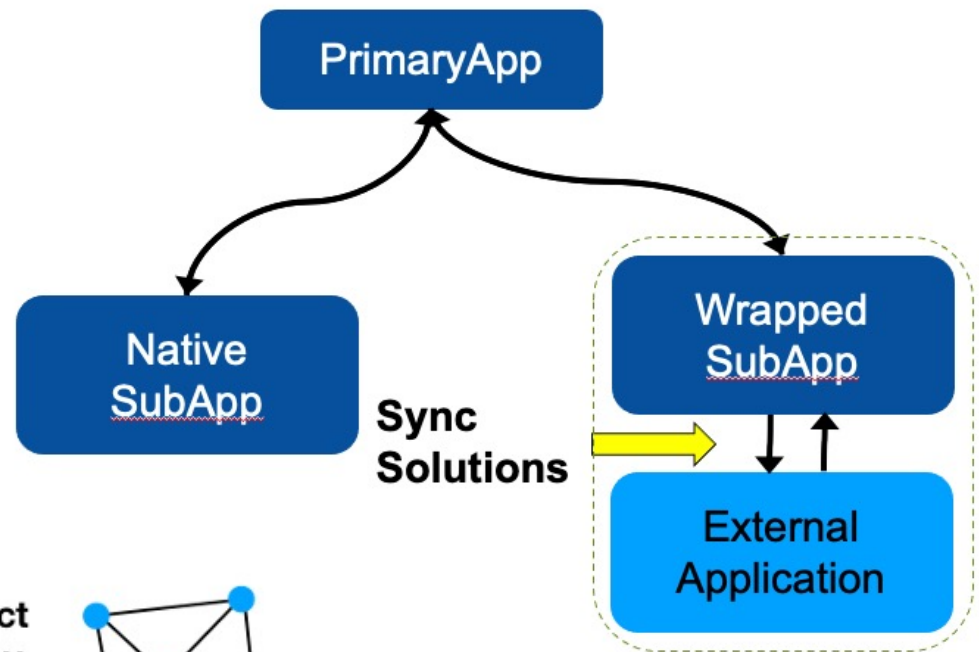 PrimaryApp
Native
SubApp
Sync
Solutions
Wrapped
SubApp
External
Application